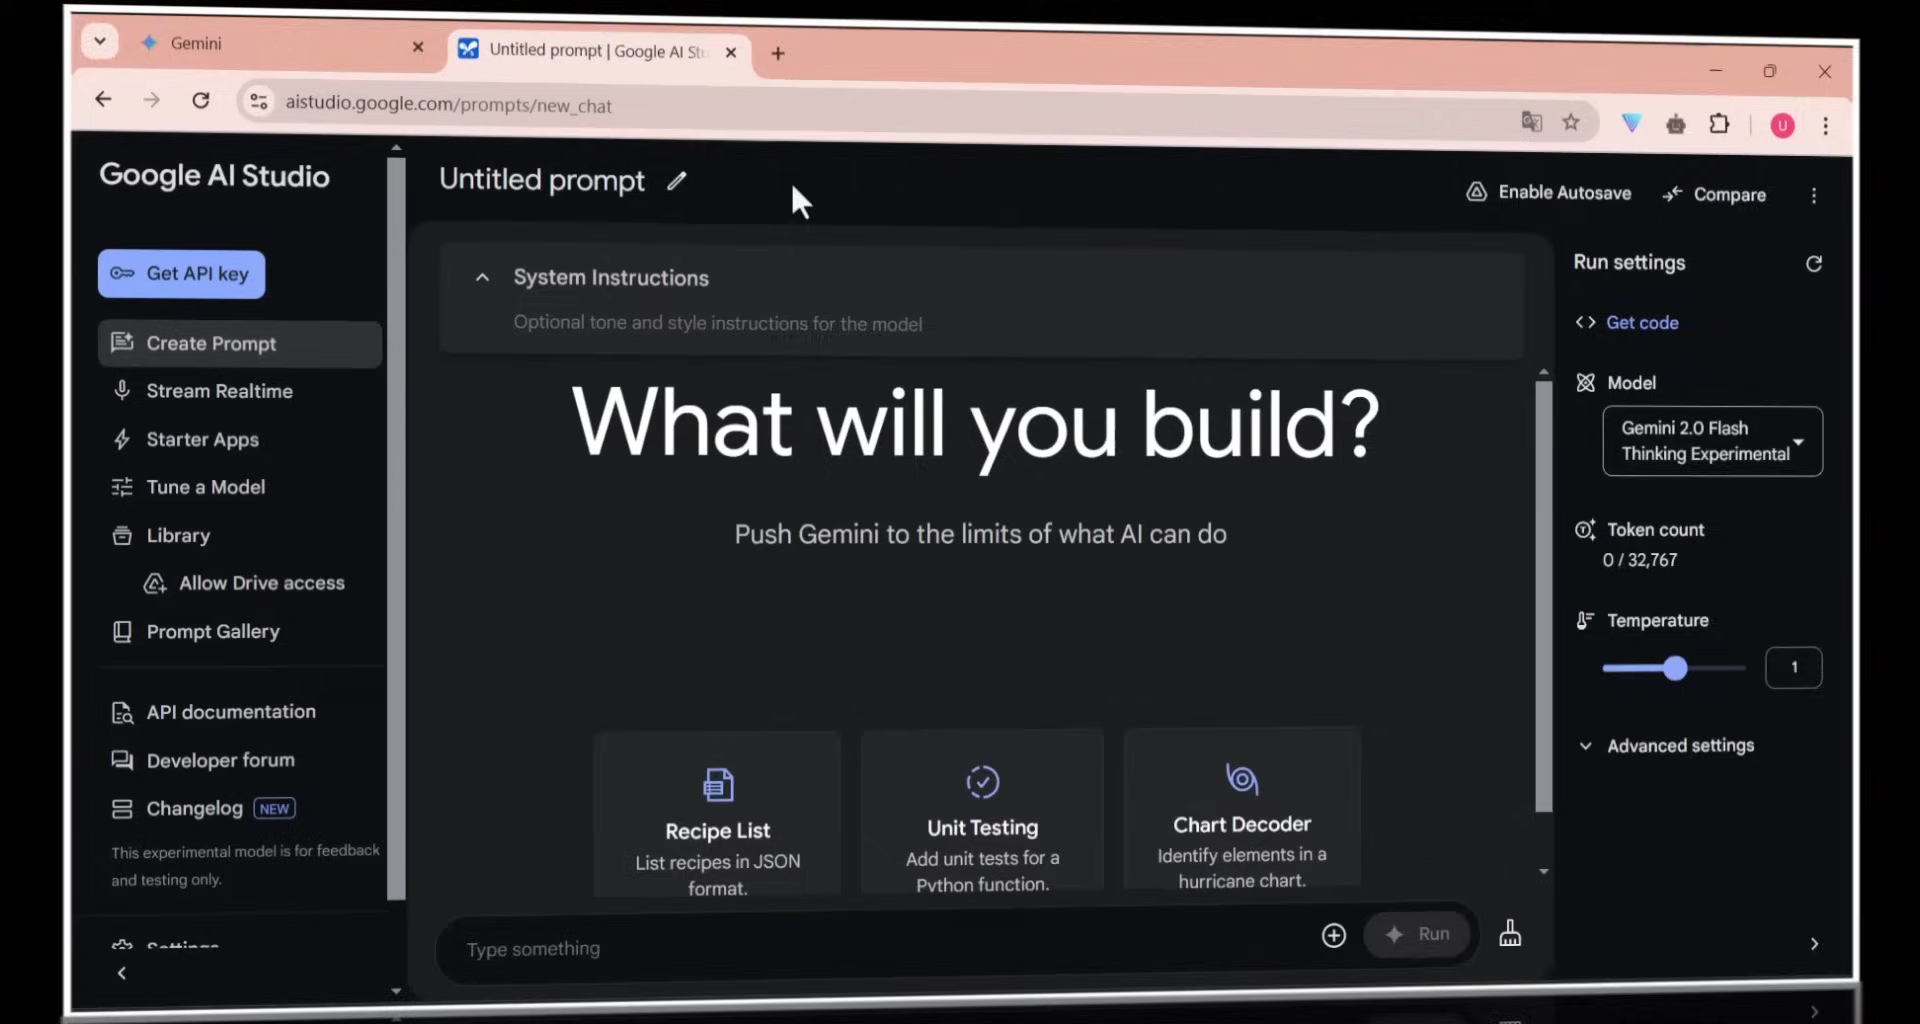 Gemini
Untitled prompt | Google AI Stu
aistudio.google.com/prompts/new_chat
U
Google AI Studio
Get API key
Create Prompt
Stream Realtime
Starter Apps
Tune a Model
Library
Allow Drive access
Prompt Gallery
API documentation
Developer forum
Changelog NEW
This experimental model is for feedback
and testing only.
Settings
Untitled prompt
Enable Autosave
Compare
System Instructions
Optional tone and style instructions for the model
What will you build?
Push Gemini to the limits of what AI can do
Recipe List
List recipes in JSON
format.
Unit Testing
Add unit tests for a
Python function.
Chart Decoder
Identify elements in a
hurricane chart.
Type something
Run
Run settings
Get code
Model
Gemini 2.0 Flash
Thinking Experimental
Token count
0 / 32,767
Temperature
1
Advanced settings